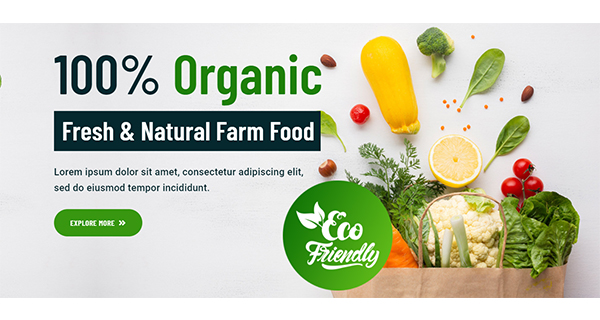 100% Organic
Fresh & Natural Farm Food
Lorem ipsum dolor sit amet, consectetur adipiscing elit,
sed do eiusmod tempor incididunt.
EXPLORE MORE »
Eco
Friendly